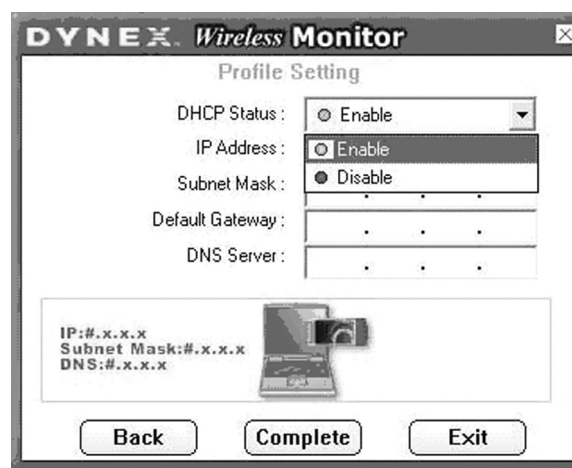 DYNEX Wireless Monitor
Profile Setting
DHCP Status : Enable
IP Address : Enable
Disable
Subnet Mask :
Default Gateway : . . .
DNS Server : . . .
IP:#.x.x.x
Subnet Mask:#.x.x.x
DNS:#.x.x.x
Back Complete Exit